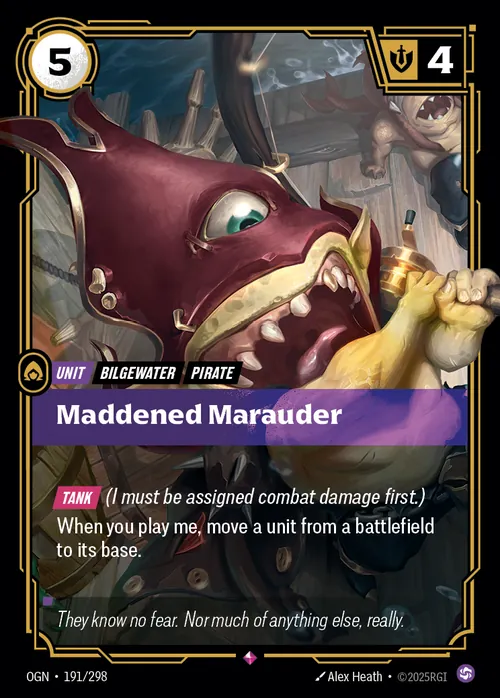 5
4
UNIT BILGEWATER PIRATE
Maddened Marauder
TANK (I must be assigned combat damage first.)
When you play me, move a unit from a battlefield
to its base.
They know no fear. Nor much of anything else, really.
OGN • 191/298 Alex Heath • ©2025RGI